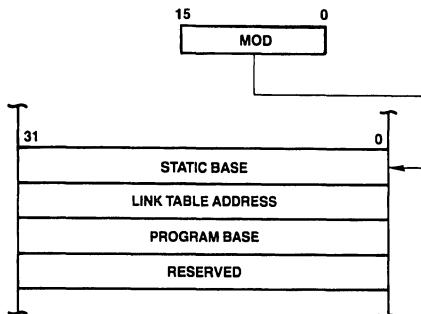 15 0
MOD
31 0
STATIC BASE
LINK TABLE ADDRESS
PROGRAM BASE
RESERVED